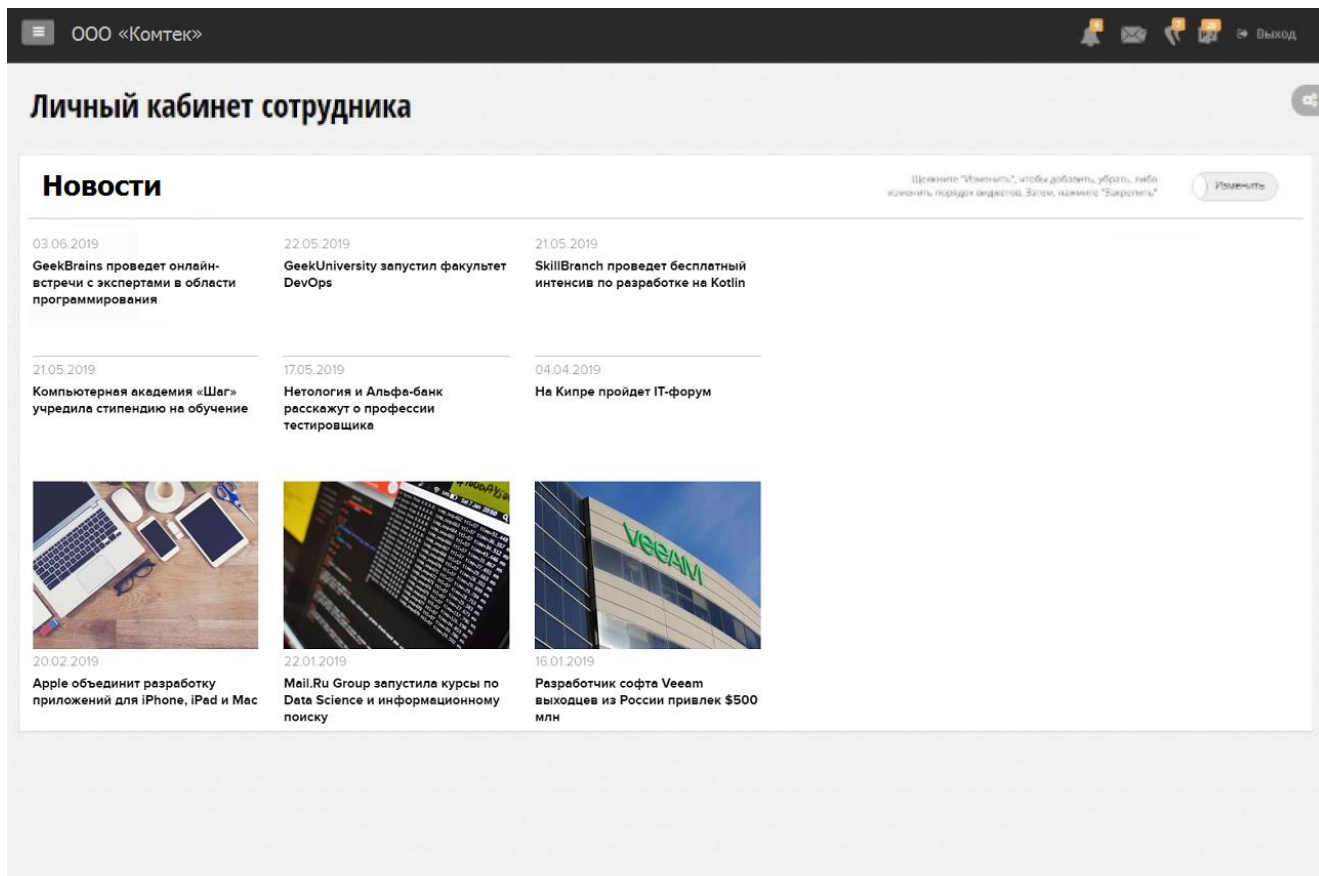 ООО «Комтек»
4
7
20
Выход
Личный кабинет сотрудника
Новости
Щелкните "Изменить", чтобы добавить, убрать, либо
изменить порядок виджетов. Затем, нажмите "Закрепить"
Изменить
03.06.2019
GeekBrains проведет онлайн-
встречи с экспертами в области
программирования
22.05.2019
GeekUniversity запустил факультет
DevOps
21.05.2019
SkillBranch проведет бесплатный
интенсив по разработке на Kotlin
21.05.2019
Компьютерная академия «Шаг»
учредила стипендию на обучение
17.05.2019
Нетология и Альфа-банк
расскажут о профессии
тестировщика
04.04.2019
На Кипре пройдет IT-форум
veeAM
20.02.2019
Apple объединит разработку
приложений для iPhone, iPad и Mac
22.01.2019
Mail.Ru Group запустила курсы по
Data Science и информационному
поиску
16.01.2019
Разработчик софта Veeam
выходцев из России привлек $500
млн